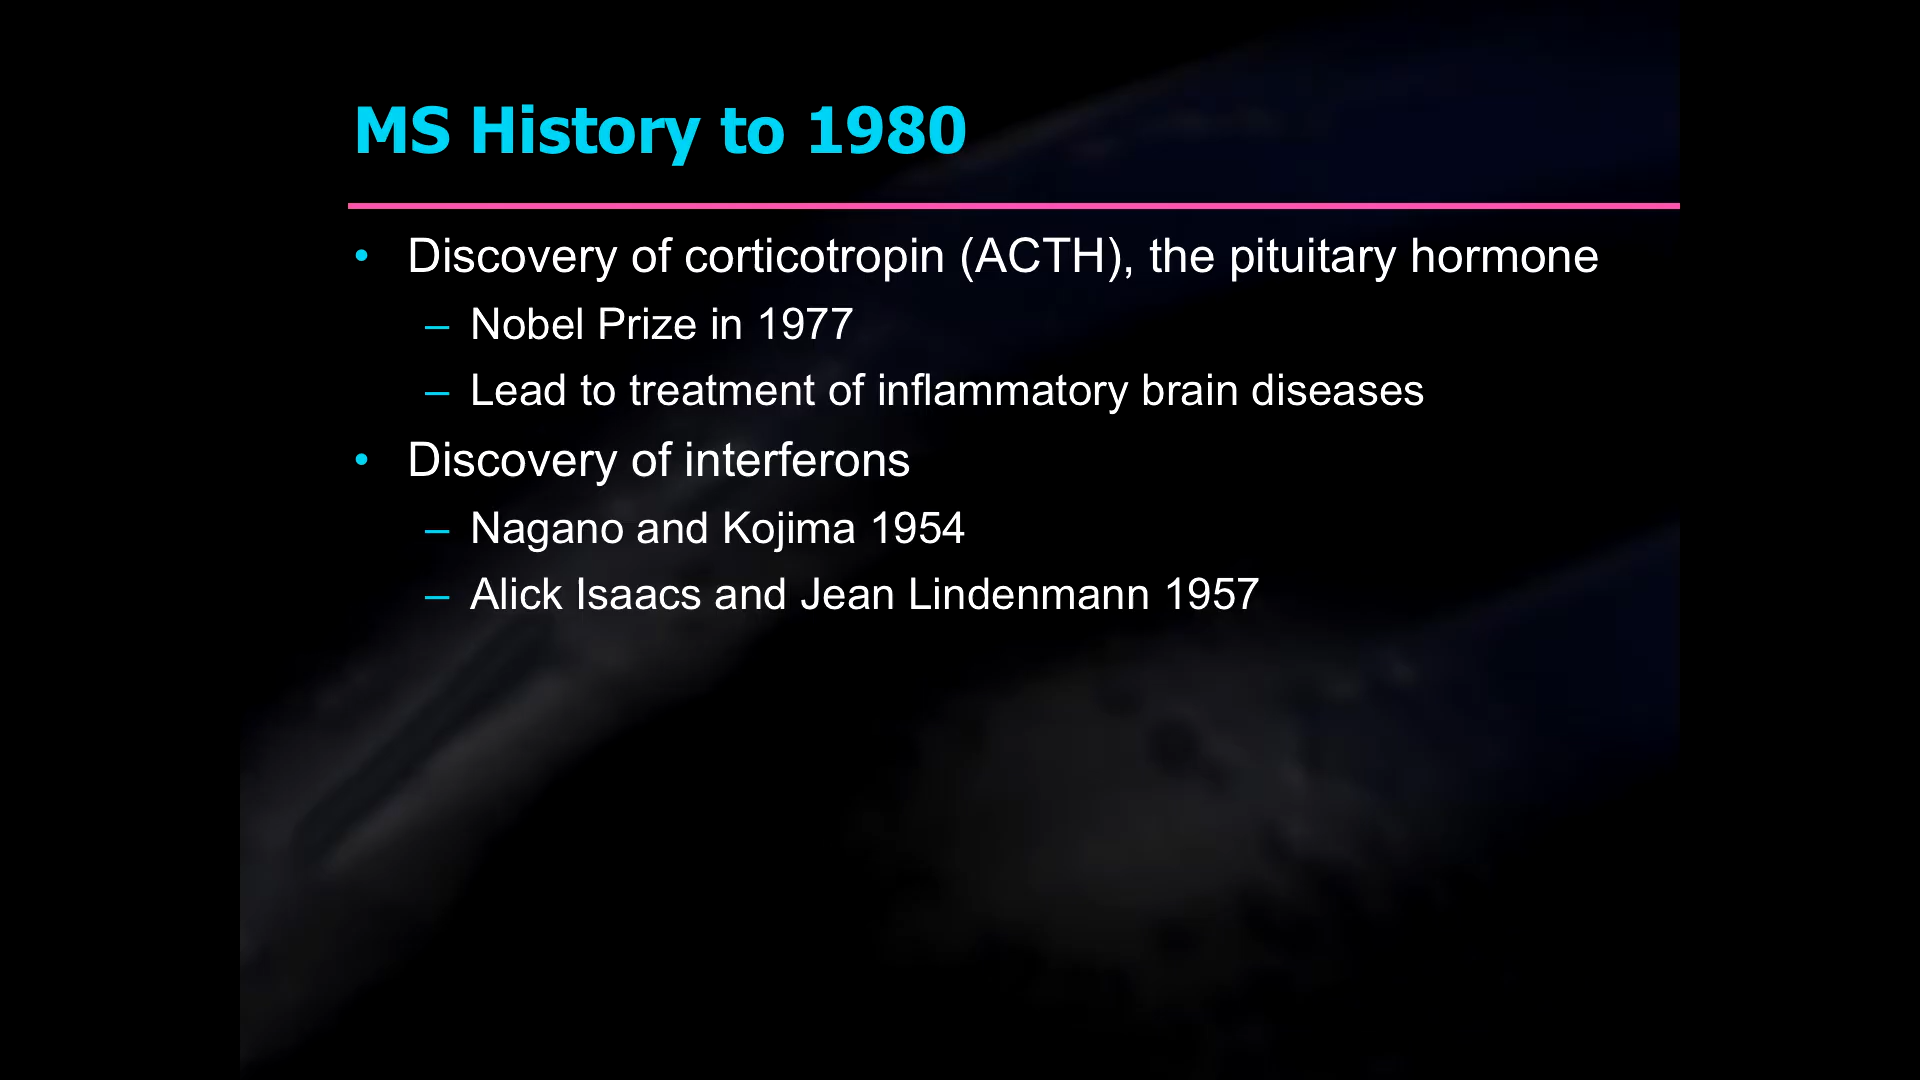 MS History to 1980
• Discovery of corticotropin (ACTH), the pituitary hormone
– Nobel Prize in 1977
– Lead to treatment of inflammatory brain diseases
• Discovery of interferons
– Nagano and Kojima 1954
– Alick Isaacs and Jean Lindenmann 1957